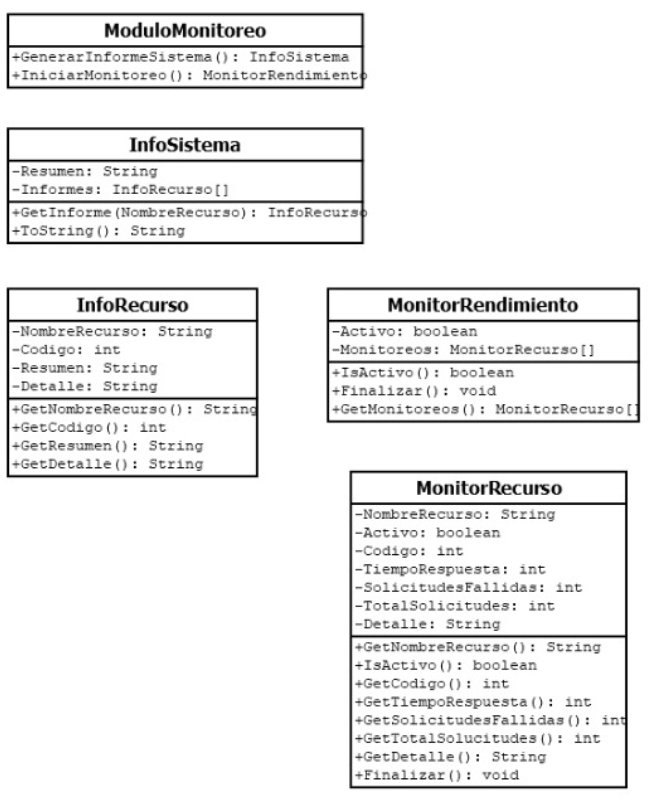 ModuloMonitoreo
+GenerarInformeSistema(): InfoSistema
+IniciarMonitoreo(): MonitorRendimiento
InfoSistema
-Resumen: String
-Informes: InfoRecurso[]
+GetInforme(NombreRecurso): InfoRecurso
+ToString(): String
InfoRecurso
-NombreRecurso: String
-Codigo: int
-Resumen: String
-Detalle: String
+GetNombreRecurso(): String
+GetCodigo(): int
+GetResumen(): String
+GetDetalle(): String
MonitorRendimiento
-Activo: boolean
-Monitoreos: MonitorRecurso[]
+IsActivo(): boolean
+Finalizar(): void
+GetMonitoreos(): MonitorRecurso[]
MonitorRecurso
-NombreRecurso: String
-Activo: boolean
-Codigo: int
-TiempoRespuesta: int
-SolicitudesFallidas: int
-TotalSolicitudes: int
-Detalle: String
+GetNombreRecurso(): String
+IsActivo(): boolean
+GetCodigo(): int
+GetTiempoRespuesta(): int
+GetSolicitudesFallidas(): int
+GetTotalSolucitudes(): int
+GetDetalle(): String
+Finalizar(): void